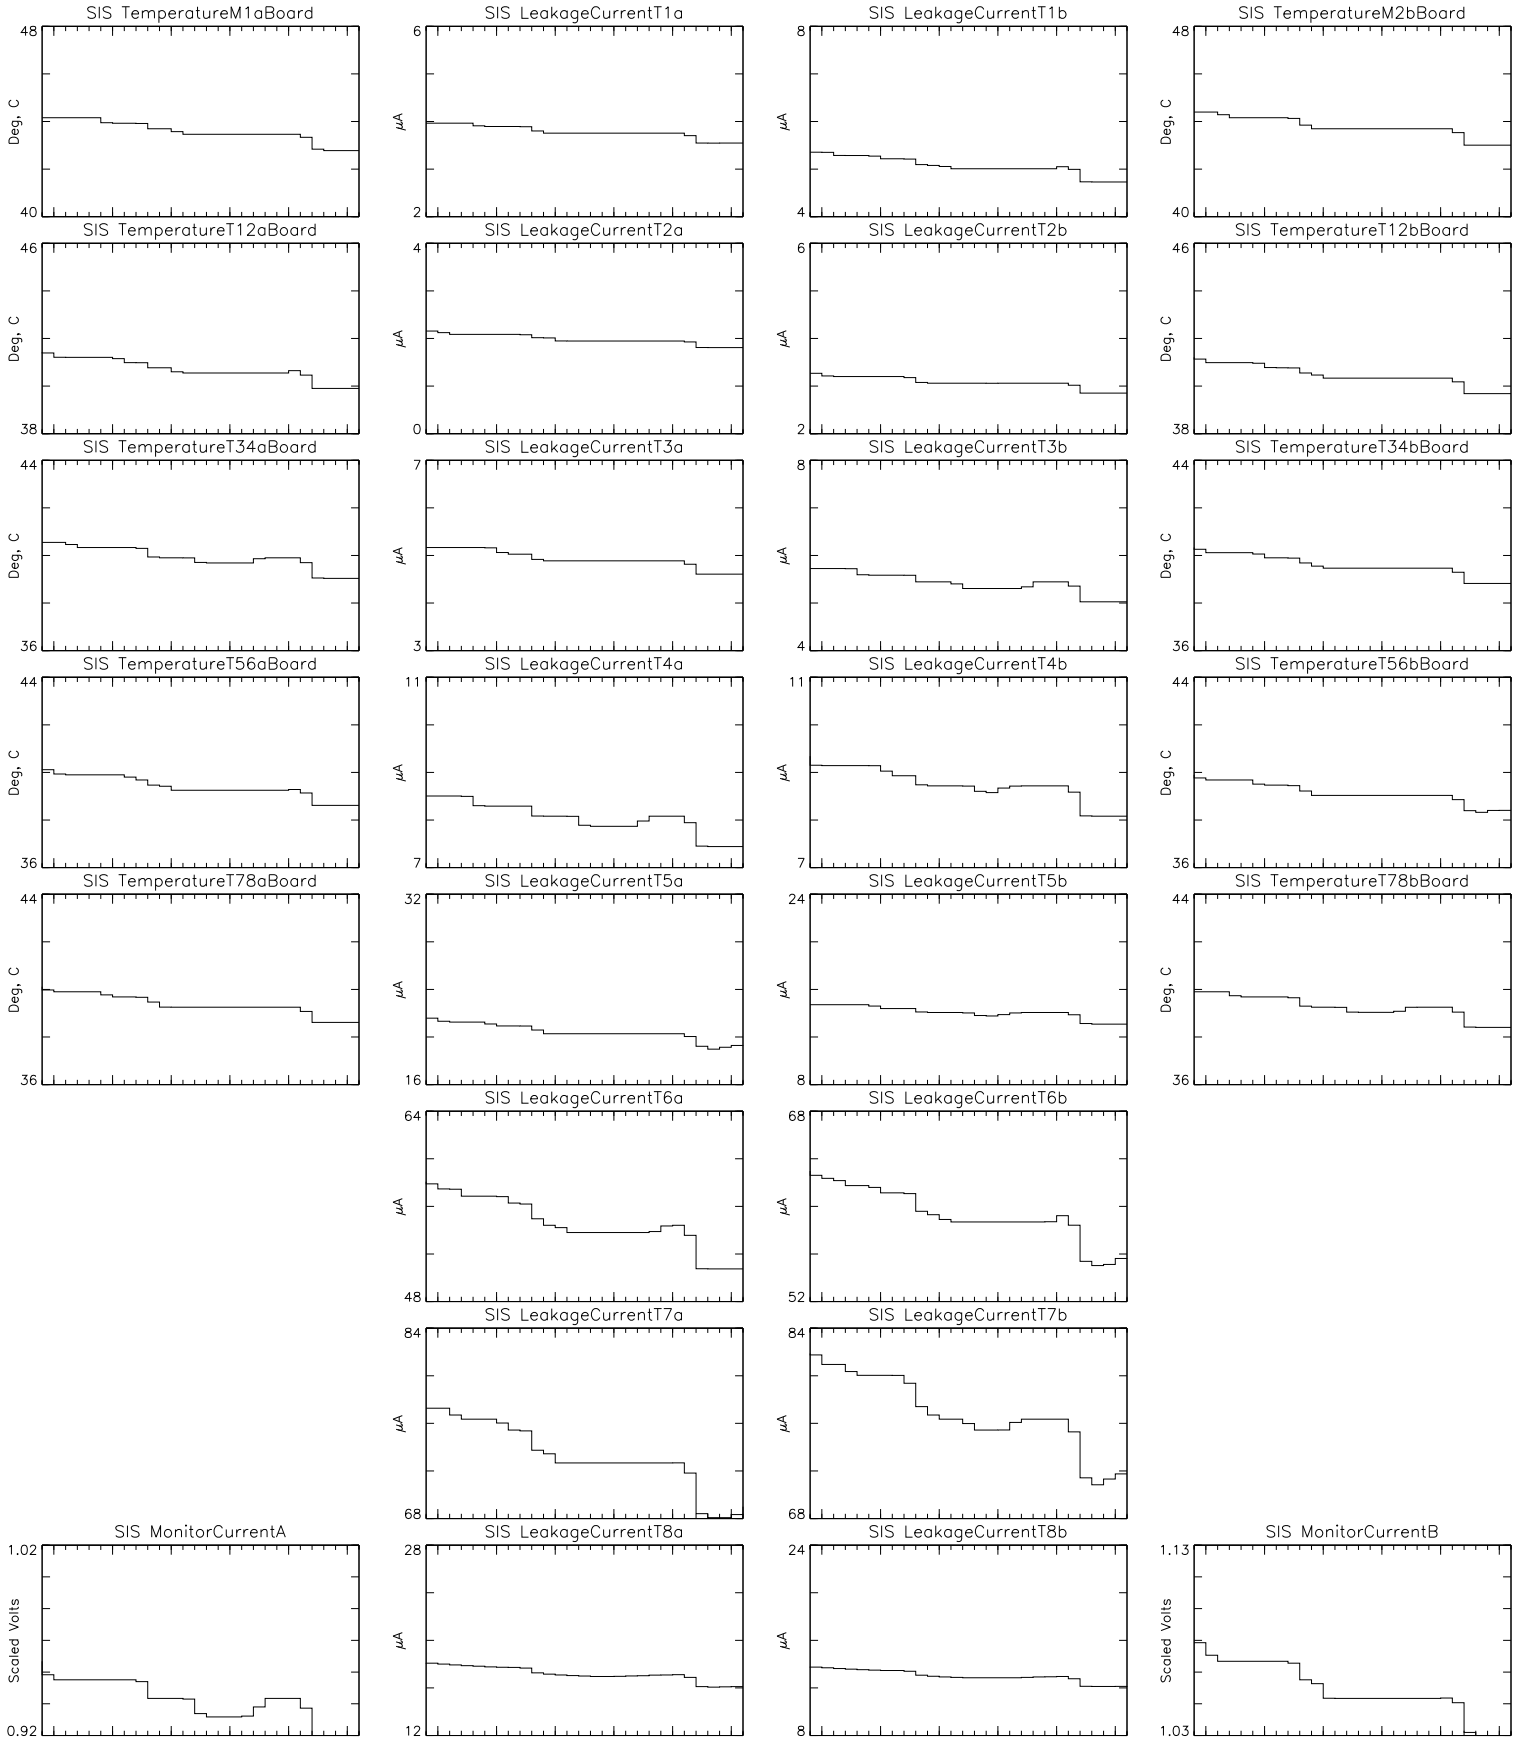 SIS TemperatureM1aBoard
48
Deg, C
40
SIS LeakageCurrentT1a
6
μA
2
SIS LeakageCurrentT1b
8
μA
4
SIS TemperatureM2bBoard
48
Deg, C
40
SIS TemperatureT12aBoard
46
Deg, C
38
SIS LeakageCurrentT2a
4
μA
0
SIS LeakageCurrentT2b
6
μA
2
SIS TemperatureT12bBoard
46
Deg, C
38
SIS TemperatureT34aBoard
44
Deg, C
36
SIS LeakageCurrentT3a
7
μA
3
SIS LeakageCurrentT3b
8
μA
4
SIS TemperatureT34bBoard
44
Deg, C
36
SIS TemperatureT56aBoard
44
Deg, C
36
SIS LeakageCurrentT4a
11
μA
7
SIS LeakageCurrentT4b
11
μA
7
SIS TemperatureT56bBoard
44
Deg, C
36
SIS TemperatureT78aBoard
44
Deg, C
36
SIS LeakageCurrentT5a
32
μA
16
SIS LeakageCurrentT5b
24
μA
8
SIS TemperatureT78bBoard
44
Deg, C
36
SIS LeakageCurrentT6a
64
μA
48
SIS LeakageCurrentT6b
68
μA
52
SIS LeakageCurrentT7a
84
μA
68
SIS LeakageCurrentT7b
84
μA
68
SIS MonitorCurrentA
1.02
Scaled Volts
0.92
SIS LeakageCurrentT8a
28
μA
12
SIS LeakageCurrentT8b
24
μA
8
SIS MonitorCurrentB
1.13
Scaled Volts
1.03